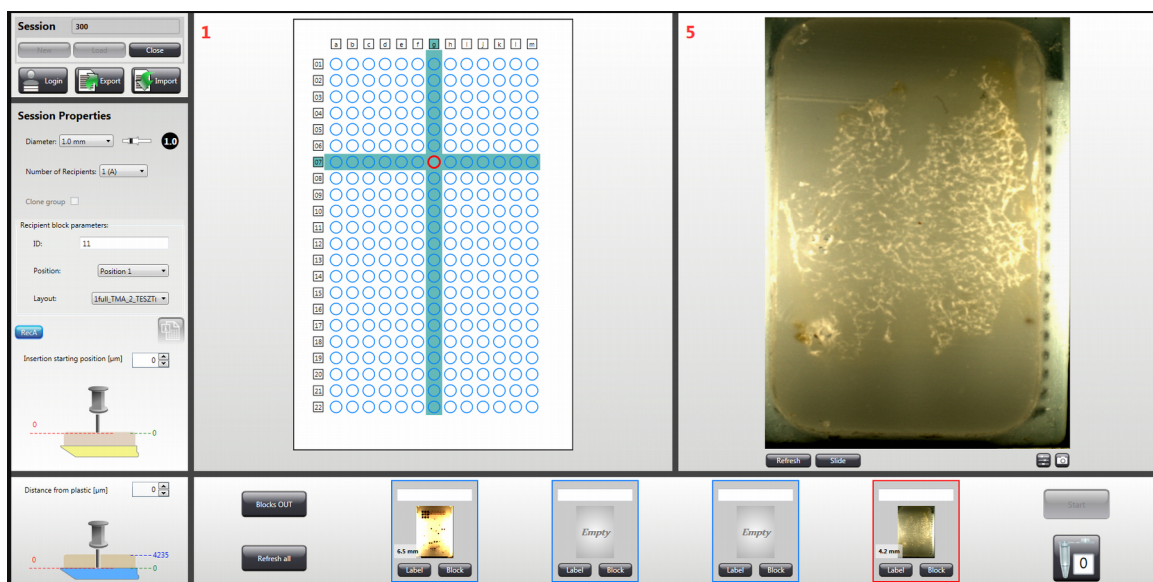 Session 300
New Load Close
Login Export Import
Session Properties
Diameter: 1.0 mm 1.0
Number of Recipients: 1 (A)
Clone group
Recipient block parameters:
ID: 11
Position: Position 1
Layout: 1full_TMA_2_TESZT(
RecA
Insertion starting position [µm] 0
0
0
Distance from plastic [µm] 0
4235
0
0
1
a b c d e f g h i j k l m
01
02
03
04
05
06
07
08
09
10
11
12
13
14
15
16
17
18
19
20
21
22
5
Refresh Slide
Blocks OUT
Refresh all
6.5 mm
Label Block
Empty
Label Block
Empty
Label Block
4.2 mm
Label Block
Start
0